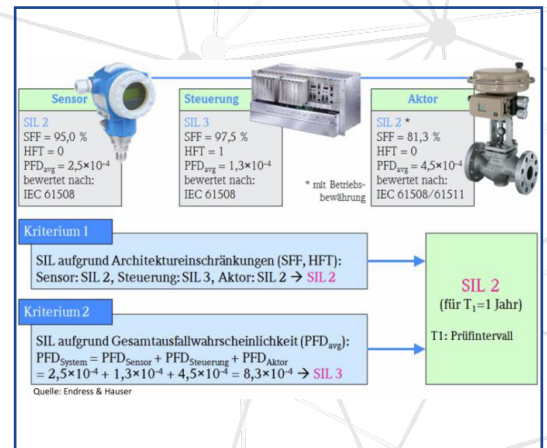 Sensor
SIL 2
SFF = 95,0 %
HFT = 0
PFDavg = 2,5×10⁻⁴
bewertet nach:
IEC 61508
Steuerung
SIL 3
SFF = 97,5 %
HFT = 1
PFDavg = 1,3×10⁻⁴
bewertet nach:
IEC 61508
* mit Betriebs-
bewährung
Aktor
SIL 2 *
SFF = 81,3 %
HFT = 0
PFDavg = 4,5×10⁻⁴
bewertet nach:
IEC 61508/61511
Kriterium 1
SIL aufgrund Architektureinschränkungen (SFF, HFT):
Sensor: SIL 2, Steuerung: SIL 3, Aktor: SIL 2 → SIL 2
Kriterium 2
SIL aufgrund Gesamtausfallwahrscheinlichkeit (PFDavg):
PFDSystem = PFDSensor + PFDSteuerung + PFDAktor
= 2,5×10⁻⁴ + 1,3×10⁻⁴ + 4,5×10⁻⁴ = 8,3×10⁻⁴ → SIL 3
SIL 2
(für T₁=1 Jahr)
T1: Prüfintervall
Quelle: Endress & Hauser